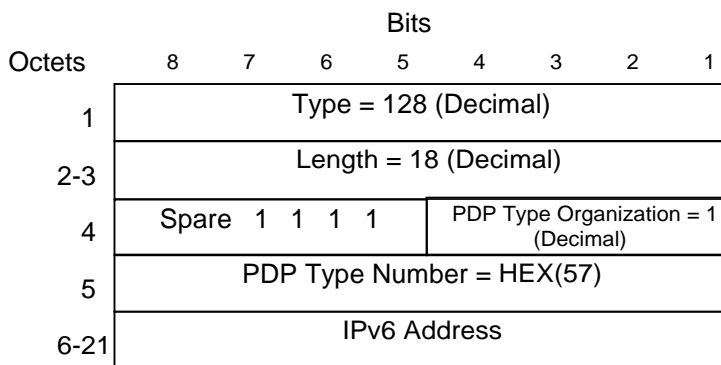 Bits
Octets 8 7 6 5 4 3 2 1
1 Type = 128 (Decimal)
2-3 Length = 18 (Decimal)
4 Spare 1 1 1 1 PDP Type Organization = 1
(Decimal)
5 PDP Type Number = HEX(57)
6-21 IPv6 Address